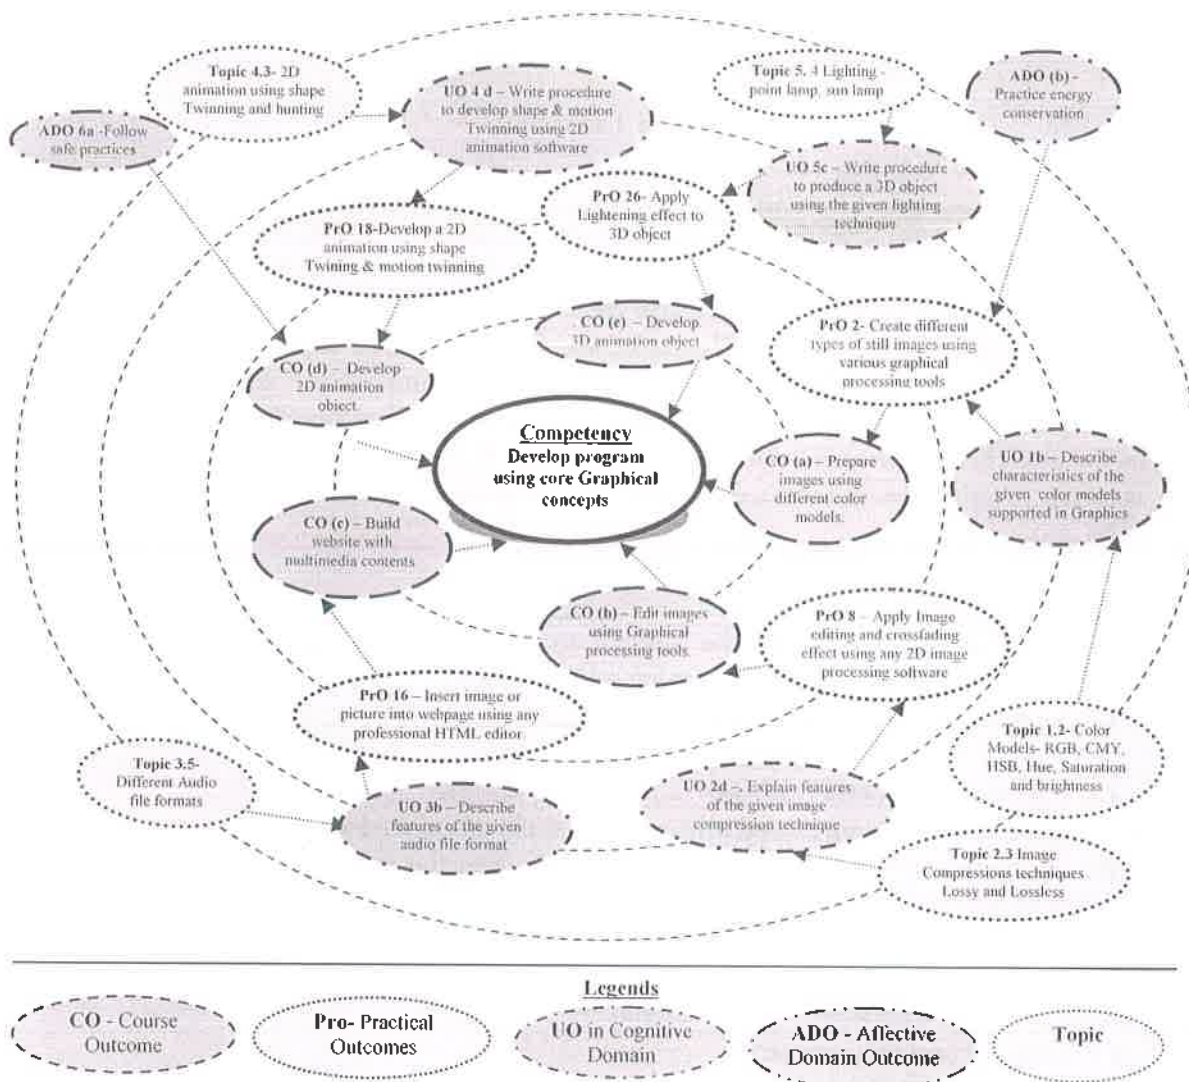 Topic 4.3- 2D
animation using shape
Twinning and hunting
UO 4 d – Write procedure
to develop shape & motion
Twinning using 2D
animation software
Topic 5. 4 Lighting -
point lamp, sun lamp
ADO (b) -
Practice energy
conservation
ADO 6a -Follow
safe practices
UO 5c – Write procedure
to produce a 3D object
using the given lighting
technique
PrO 26- Apply
Lightening effect to
3D object
PrO 18-Develop a 2D
animation using shape
Twining & motion twinning
CO (e) – Develop
3D animation object
PrO 2- Create different
types of still images using
various graphical
processing tools
CO (d) – Develop
2D animation
object.
Competency
Develop program
using core Graphical
concepts
CO (a) – Prepare
images using
different color
models.
UO 1b – Describe
characteristics of the
given color models
supported in Graphics
CO (c) – Build
website with
multimedia contents
CO (b) – Edit images
using Graphical
processing tools.
PrO 8 – Apply Image
editing and crossfading
effect using any 2D image
processing software
PrO 16 – Insert image or
picture into webpage using any
professional HTML editor
Topic 1.2- Color
Models- RGB, CMY,
HSB, Hue, Saturation
and brightness
Topic 3.5-
Different Audio
file formats
UO 3b – Describe
features of the given
audio file format
UO 2d –. Explain features
of the given image
compression technique
Topic 2.3 Image
Compressions techniques
Lossy and Lossless
Legends
CO - Course
Outcome
Pro- Practical
Outcomes
UO in Cognitive
Domain
ADO - Affective
Domain Outcome
Topic